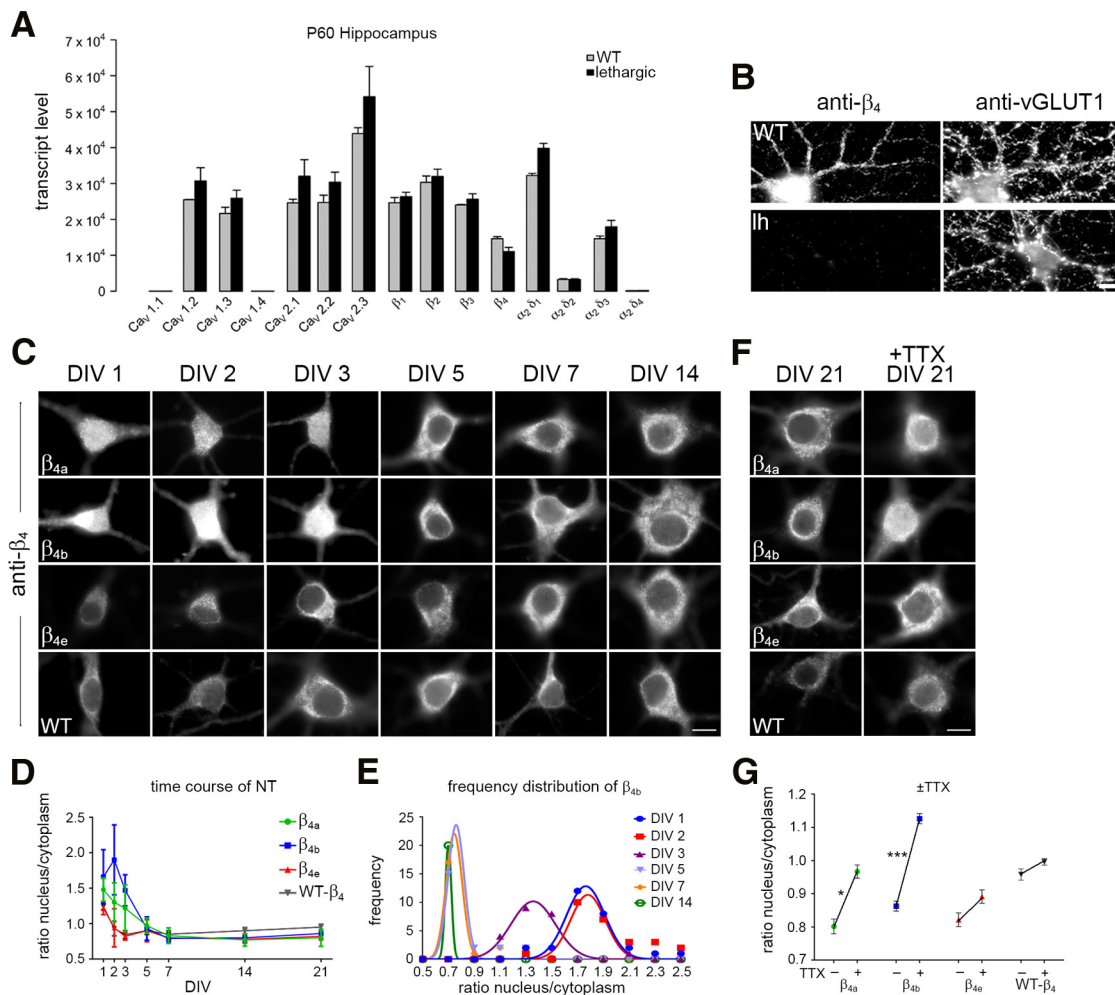 A
P60 Hippocampus
WT
lethargic
transcript level
7 x 10⁴
6 x 10⁴
5 x 10⁴
4 x 10⁴
3 x 10⁴
2 x 10⁴
1 x 10⁴
0
Caᵥ 1.1
Caᵥ 1.2
Caᵥ 1.3
Caᵥ 1.4
Caᵥ 2.1
Caᵥ 2.2
Caᵥ 2.3
β₁
β₂
β₃
β₄
α₂ δ₁
α₂ δ₂
α₂ δ₃
α₂ δ₄
B
anti-β₄ anti-vGLUT1
WT
lh
C
DIV 1 DIV 2 DIV 3 DIV 5 DIV 7 DIV 14
anti-β₄
β₄ₐ
β₄b
β₄ₑ
WT
F
DIV 21 +TTX DIV 21
β₄ₐ
β₄b
β₄ₑ
WT
D
time course of NT
ratio nucleus/cytoplasm
2.5
2.0
1.5
1.0
0.5
β₄ₐ
β₄b
β₄ₑ
WT-β₄
1 2 3 5 7 14 21
DIV
E
frequency distribution of β₄b
frequency
25
20
15
10
5
0
DIV 1
DIV 2
DIV 3
DIV 5
DIV 7
DIV 14
0.5 0.7 0.9 1.1 1.3 1.5 1.7 1.9 2.1 2.3 2.5
ratio nucleus/cytoplasm
G
±TTX
ratio nucleus/cytoplasm
1.2
1.1
1.0
0.9
0.8
0.7
*
***
TTX − + − + − + − +
β₄ₐ β₄b β₄ₑ WT-β₄